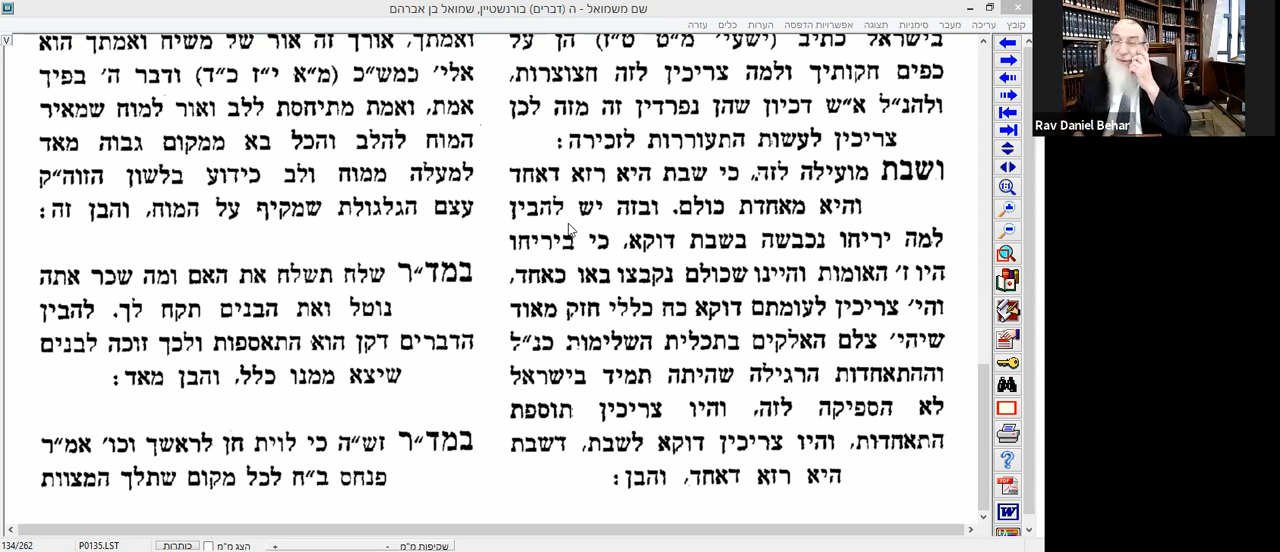 שם משמואל - ה (דברים) בורנשטיין, שמואל בן אברהם
קובץ עריכה מעבר סימניות תצוגה אפשרויות הדפסה הערות כלים עזרה
בישראל כתיב (ישעי׳ מ״ט ט״ז) הן על
כפים חקותיך ולמה צריכין לזה חצוצרות,
ולהנ״ל א״ש דכיון שהן נפרדין זה מזה לכן
צריכין לעשות התעוררות לזכירה:
ושבת מועילה לזה, כי שבת היא רזא דאחד
והיא מאחדת כולם. ובזה יש להבין
למה יריחו נכבשה בשבת דוקא, כי ביריחו
היו ז׳ האומות והיינו שכולם נקבצו באו כאחד,
והי׳ צריכין לעומתם דוקא כח כללי חזק מאוד
שיהי׳ צלם האלקים בתכלית השלימות כנ״ל
וההתאחדות הרגילה שהיתה תמיד בישראל
לא הספיקה לזה, והיו צריכין תוספת
התאחדות, והיו צריכין דוקא לשבת, דשבת
היא רזא דאחד, והבן:
ואמתך, אורך זה אור של משיח ואמתך הוא
אלי׳ כמש״כ (מ״א י״ז כ״ד) ודבר ה׳ בפיך
אמת, ואמת מתיחסת ללב ואור למוח שמאיר
המוח להלב והכל בא ממקום גבוה מאד
למעלה ממוח ולב כידוע בלשון הזוה״ק
עצם הגלגולת שמקיף על המוח, והבן זה:
במד״ר שלח תשלח את האם ומה שכר אתה
נוטל ואת הבנים תקח לך. להבין
הדברים דקן הוא התאספות ולכך זוכה לבנים
שיצא ממנו כלל, והבן מאד:
במד״ר זש״ה כי לוית חן לראשך וכו׳ אמ״ר
פנחס ב״ח לכל מקום שתלך המצוות
Rav Daniel Behar
134/262 P0135.LST כותרות הצג מ״מ + - שקיפות מ״מ